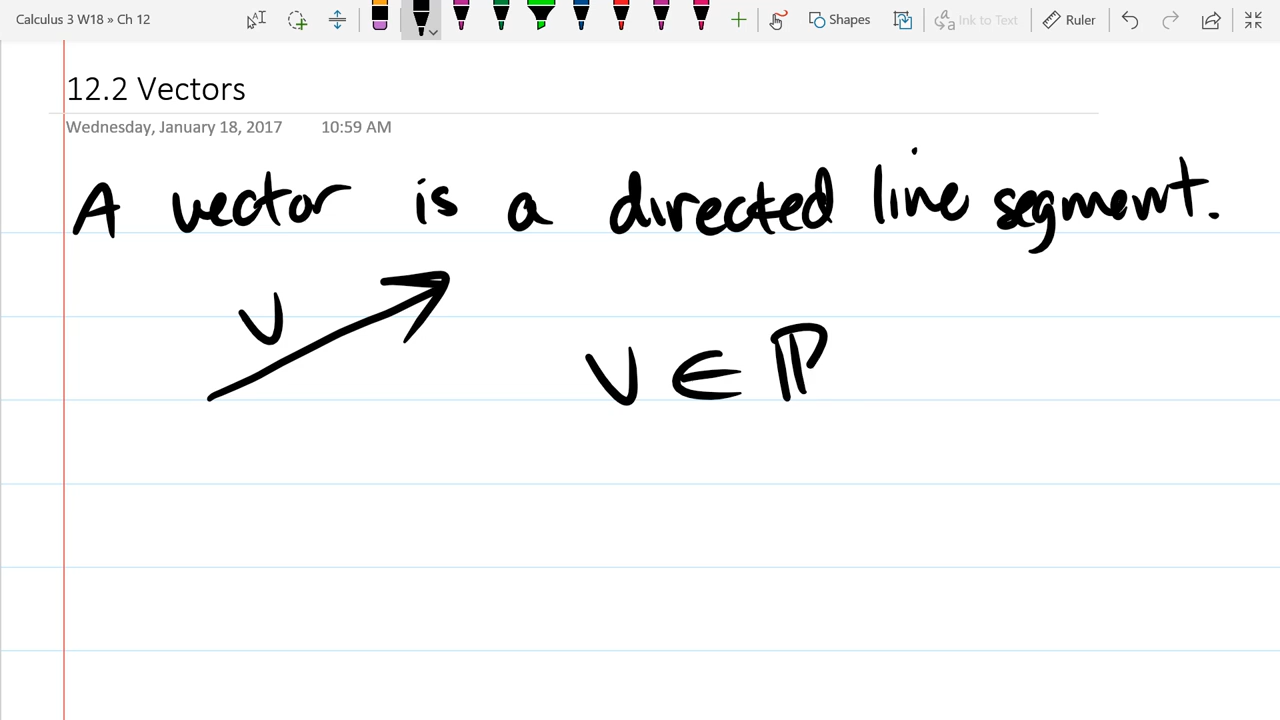 Calculus 3 W18 » Ch 12
Shapes
Ink to Text
Ruler
12.2 Vectors
Wednesday, January 18, 2017 10:59 AM
A vector is a directed line segment.
v
v ∈ ℙ